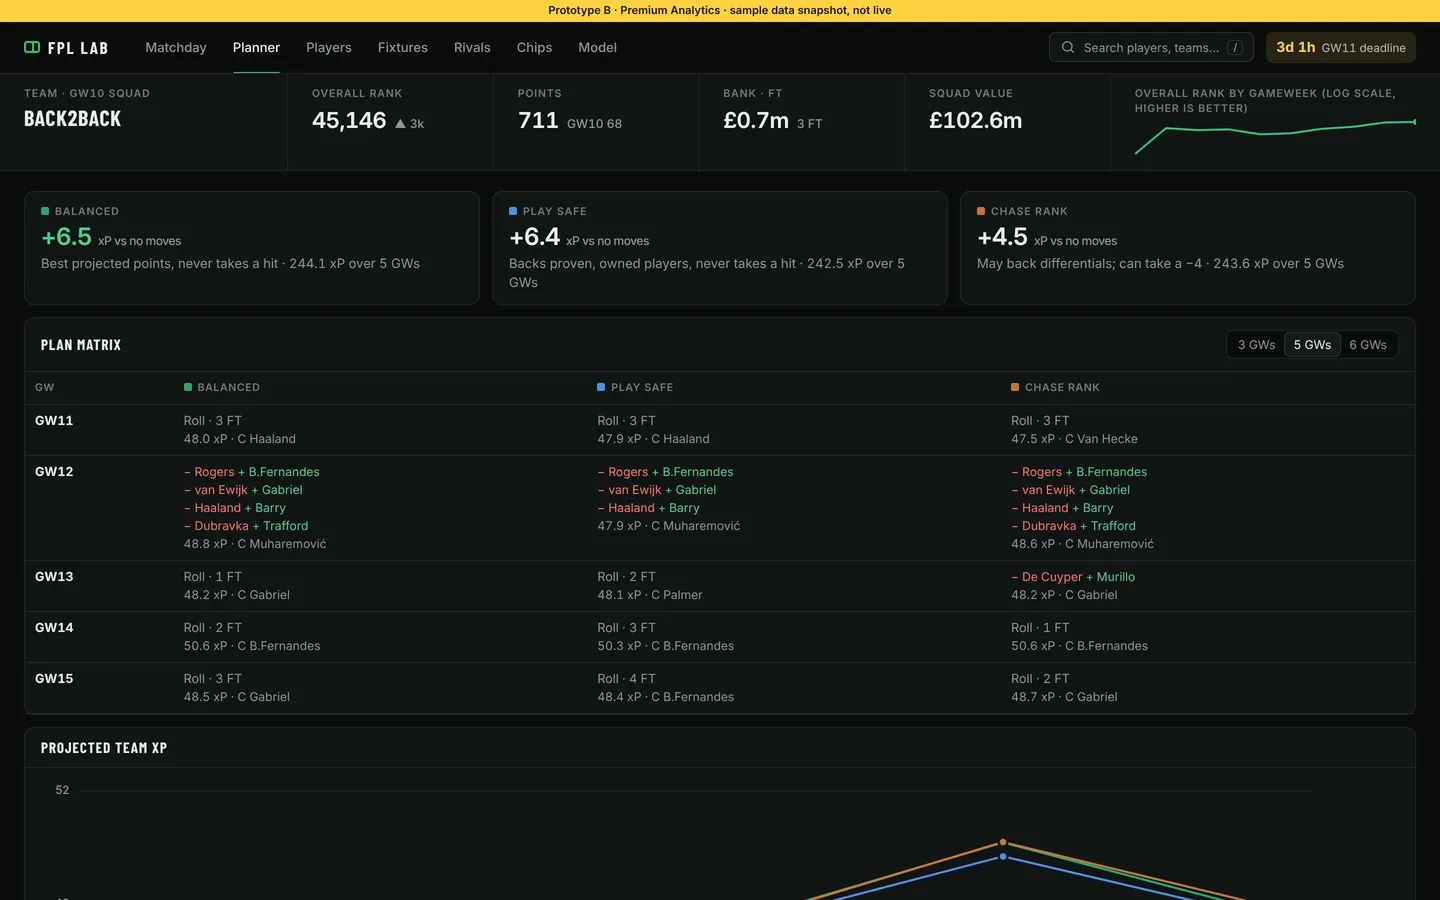 Prototype B · Premium Analytics · sample data snapshot, not live
FPL LAB
Matchday
Planner
Players
Fixtures
Rivals
Chips
Model
Search players, teams... /
3d 1h GW11 deadline
TEAM · GW10 SQUAD
BACK2BACK
OVERALL RANK
45,146 ▲ 3k
POINTS
711 GW10 68
BANK · FT
£0.7m 3 FT
SQUAD VALUE
£102.6m
OVERALL RANK BY GAMEWEEK (LOG SCALE,
HIGHER IS BETTER)
BALANCED
+6.5 xP vs no moves
Best projected points, never takes a hit · 244.1 xP over 5 GWs
PLAY SAFE
+6.4 xP vs no moves
Backs proven, owned players, never takes a hit · 242.5 xP over 5
GWs
CHASE RANK
+4.5 xP vs no moves
May back differentials; can take a −4 · 243.6 xP over 5 GWs
PLAN MATRIX
3 GWs 5 GWs 6 GWs
GW BALANCED PLAY SAFE CHASE RANK
GW11
Roll · 3 FT
48.0 xP · C Haaland
Roll · 3 FT
47.9 xP · C Haaland
Roll · 3 FT
47.5 xP · C Van Hecke
GW12
− Rogers + B.Fernandes
− van Ewijk + Gabriel
− Haaland + Barry
− Dubravka + Trafford
48.8 xP · C Muharemović
− Rogers + B.Fernandes
− van Ewijk + Gabriel
− Haaland + Barry
47.9 xP · C Muharemović
− Rogers + B.Fernandes
− van Ewijk + Gabriel
− Haaland + Barry
− Dubravka + Trafford
48.6 xP · C Muharemović
GW13
Roll · 1 FT
48.2 xP · C Gabriel
Roll · 2 FT
48.1 xP · C Palmer
− De Cuyper + Murillo
48.2 xP · C Gabriel
GW14
Roll · 2 FT
50.6 xP · C B.Fernandes
Roll · 3 FT
50.3 xP · C B.Fernandes
Roll · 1 FT
50.6 xP · C B.Fernandes
GW15
Roll · 3 FT
48.5 xP · C Gabriel
Roll · 4 FT
48.4 xP · C B.Fernandes
Roll · 2 FT
48.7 xP · C Gabriel
PROJECTED TEAM XP
52